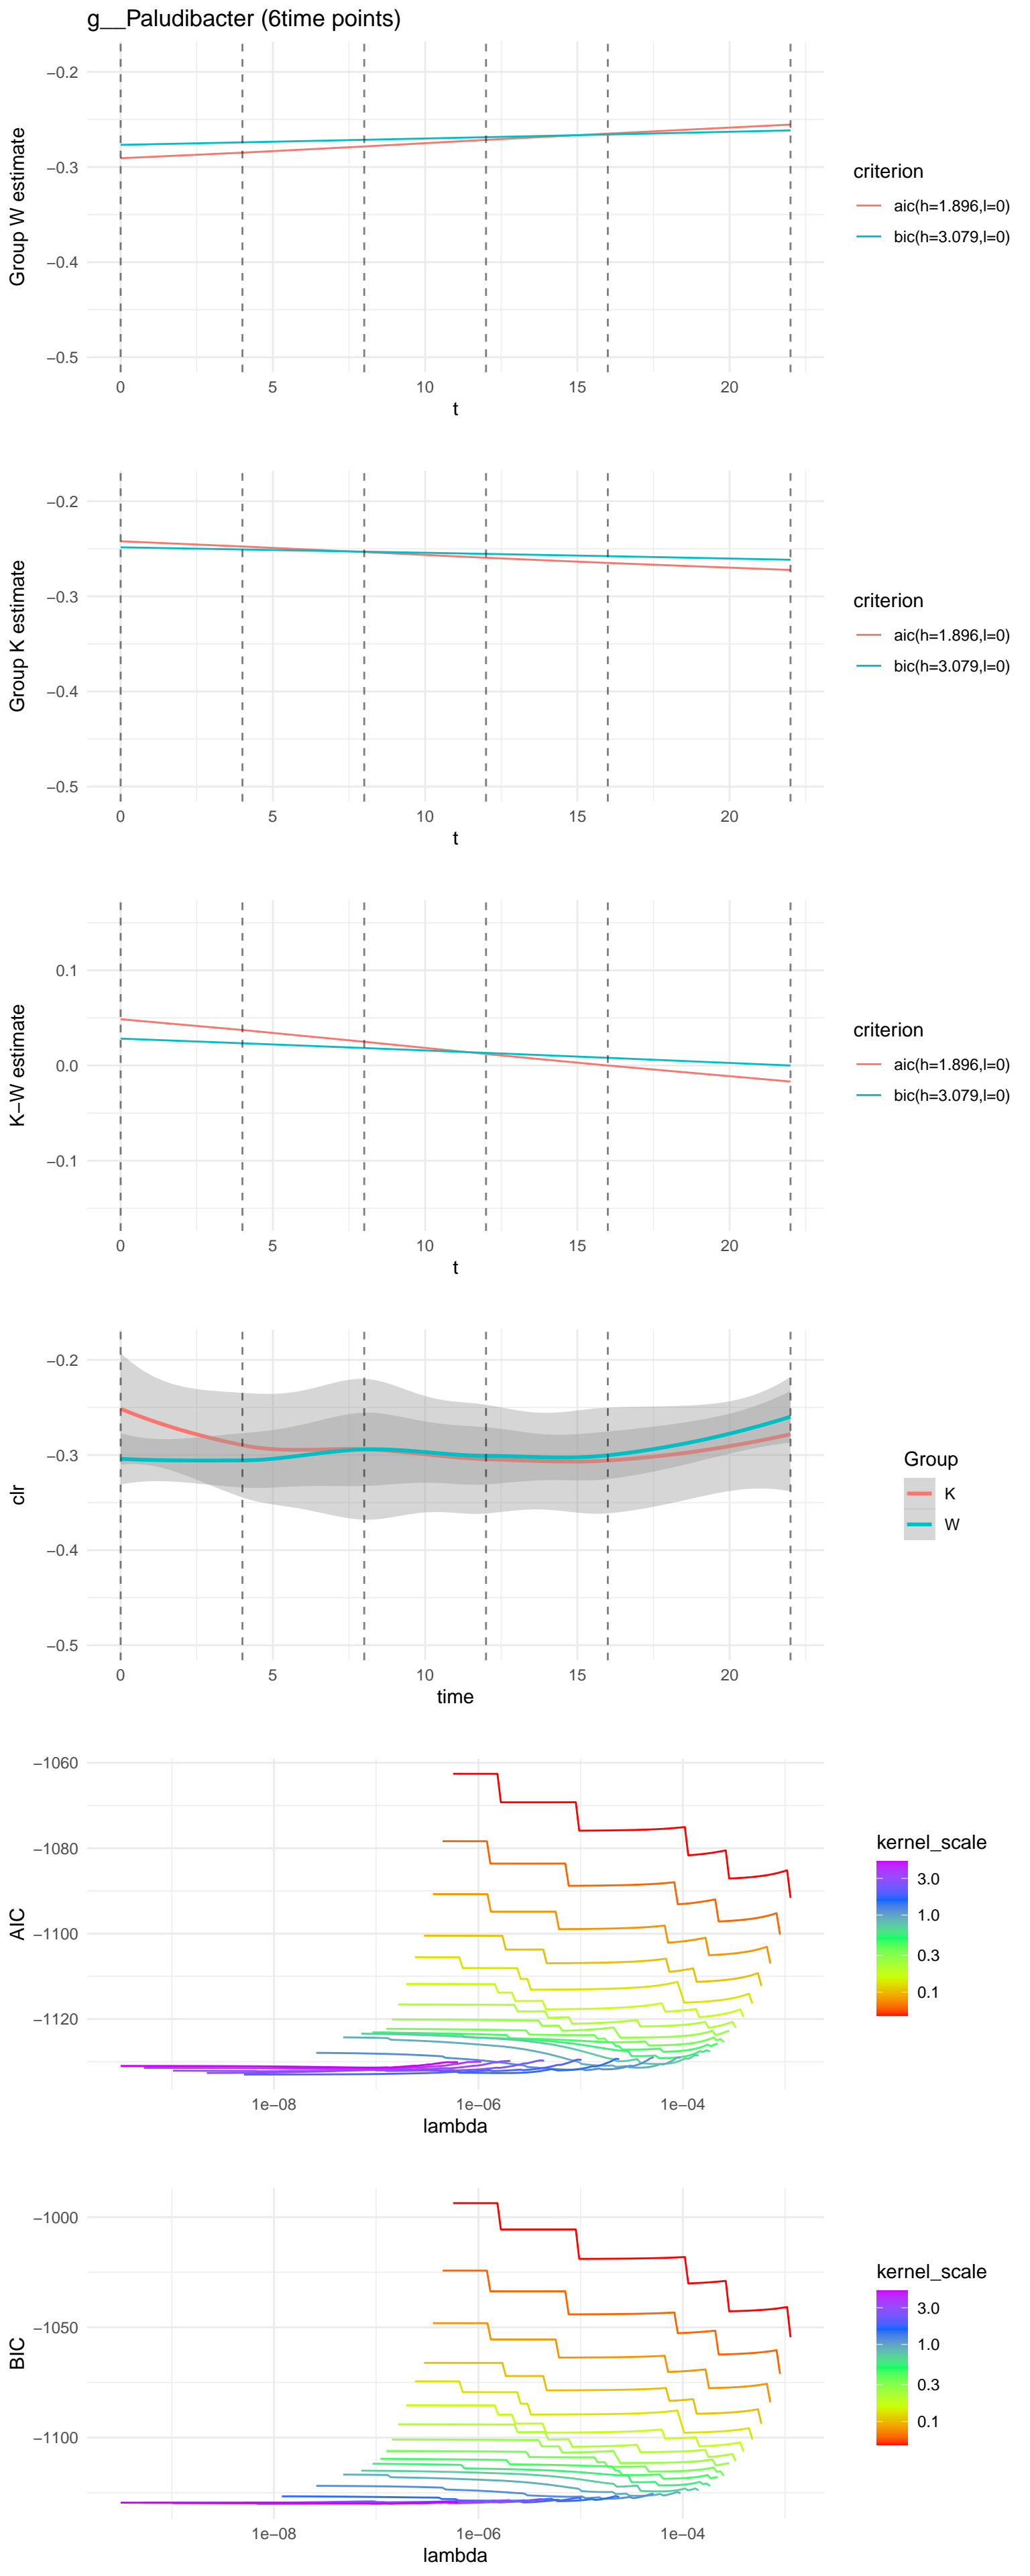 g__Paludibacter (6time points)
Group W estimate
−0.2
−0.3
−0.4
−0.5
0 5 10 15 20
t
criterion
aic(h=1.896,l=0)
bic(h=3.079,l=0)
Group K estimate
−0.2
−0.3
−0.4
−0.5
0 5 10 15 20
t
criterion
aic(h=1.896,l=0)
bic(h=3.079,l=0)
K−W estimate
0.1
0.0
−0.1
0 5 10 15 20
t
criterion
aic(h=1.896,l=0)
bic(h=3.079,l=0)
clr
−0.2
−0.3
−0.4
−0.5
0 5 10 15 20
time
Group
K
W
AIC
−1060
−1080
−1100
−1120
1e−08 1e−06 1e−04
lambda
kernel_scale
3.0
1.0
0.3
0.1
BIC
−1000
−1050
−1100
1e−08 1e−06 1e−04
lambda
kernel_scale
3.0
1.0
0.3
0.1